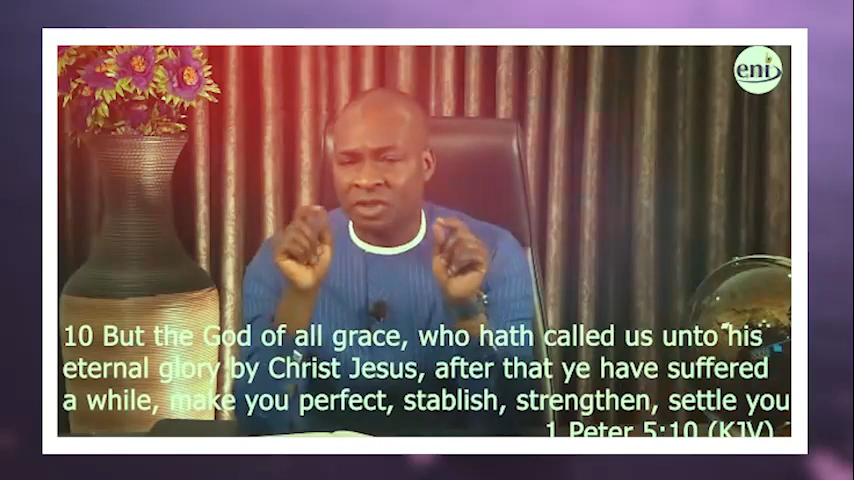 eni
10 But the God of all grace, who hath called us unto his
eternal glory by Christ Jesus, after that ye have suffered
a while, make you perfect, stablish, strengthen, settle you
1 Peter 5:10 (KJV)